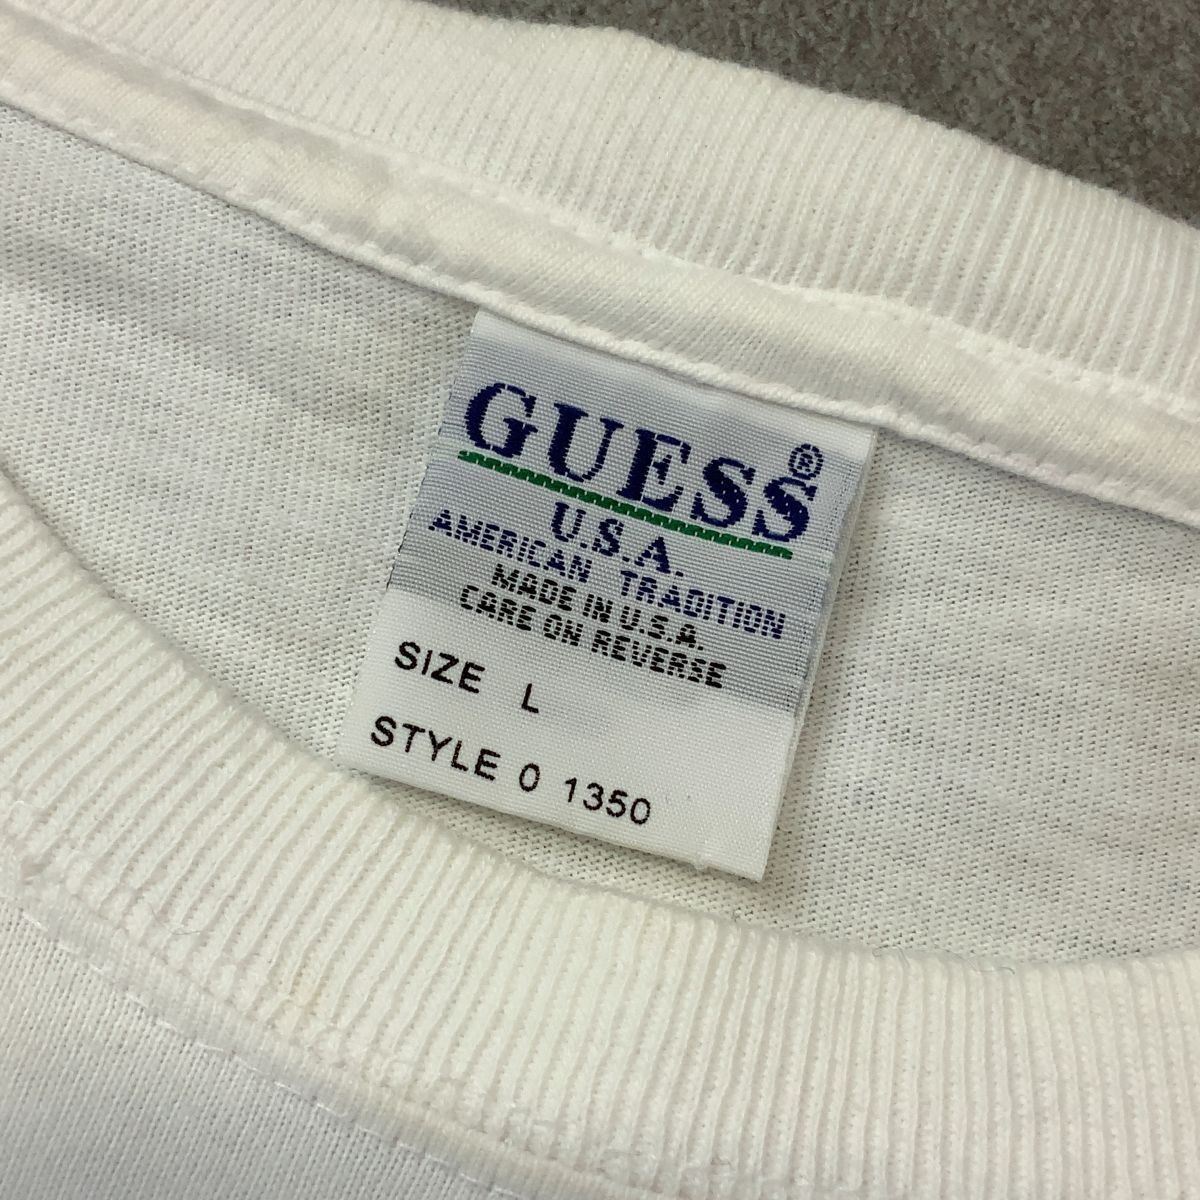 GUESS®
U.S.A.
AMERICAN TRADITION
MADE IN U.S.A.
CARE ON REVERSE
SIZE L
STYLE 0 1350